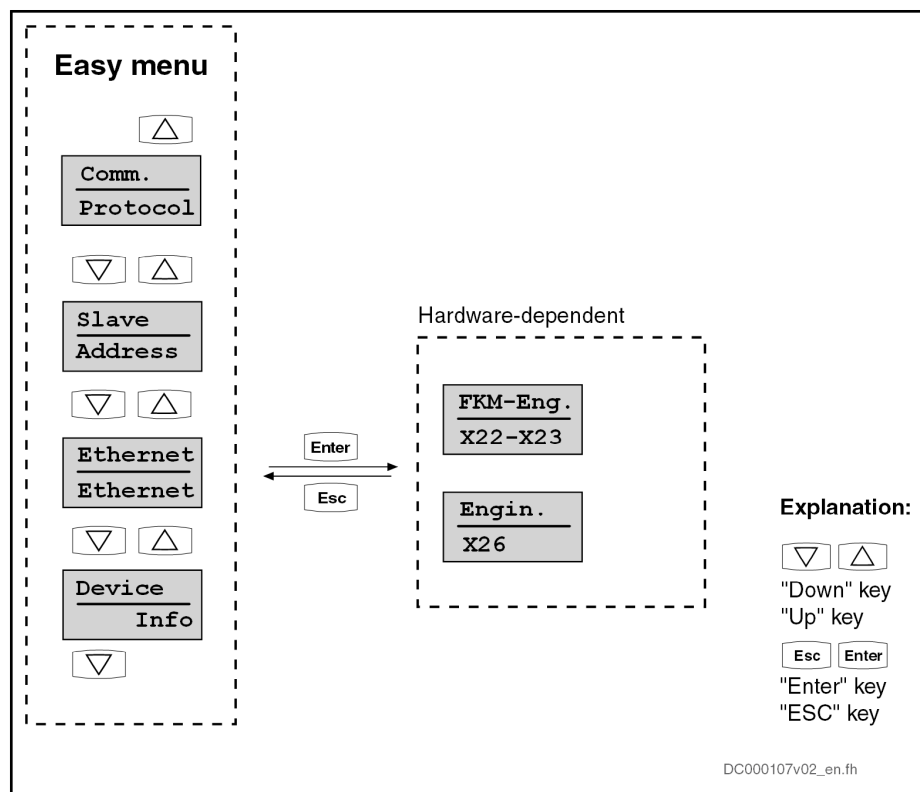 Easy menu
Comm.
Protocol
Slave
Address
Ethernet
Ethernet
Device
Info
Enter
Esc
Hardware-dependent
FKM-Eng.
X22-X23
Engin.
X26
Explanation:
"Down" key
"Up" key
Esc Enter
"Enter" key
"ESC" key
DC000107v02_en.fh